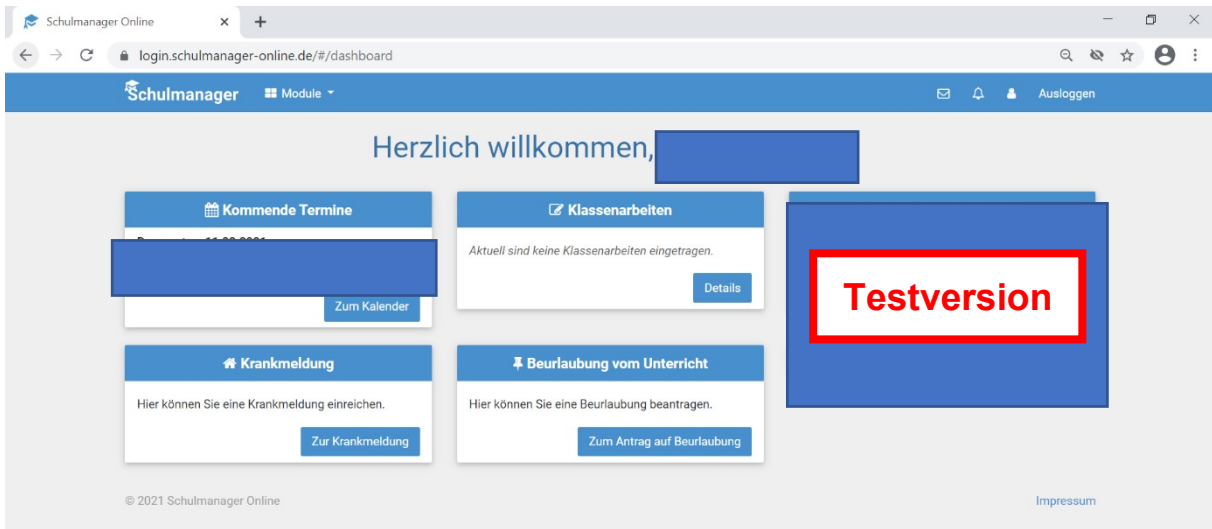 Schulmanager Online
login.schulmanager-online.de/#/dashboard
Schulmanager Module Ausloggen
Herzlich willkommen,
Kommende Termine
Zum Kalender
Klassenarbeiten
Aktuell sind keine Klassenarbeiten eingetragen.
Details
Testversion
Krankmeldung
Hier können Sie eine Krankmeldung einreichen.
Zur Krankmeldung
Beurlaubung vom Unterricht
Hier können Sie eine Beurlaubung beantragen.
Zum Antrag auf Beurlaubung
© 2021 Schulmanager Online
Impressum